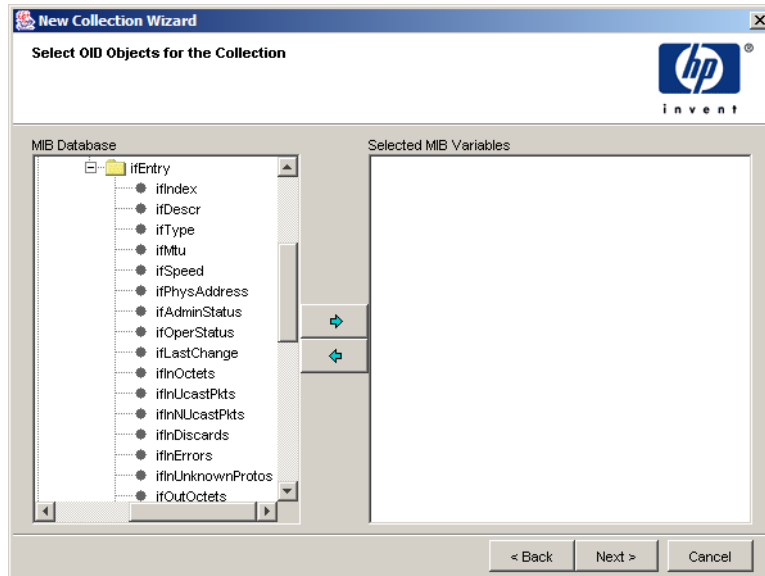 New Collection Wizard
Select OID Objects for the Collection
hp
®
invent
MIB Database
Selected MIB Variables
ifEntry
ifIndex
ifDescr
ifType
ifMtu
ifSpeed
ifPhysAddress
ifAdminStatus
ifOperStatus
ifLastChange
ifInOctets
ifInUcastPkts
ifInNUcastPkts
ifInDiscards
ifInErrors
ifInUnknownProtos
ifOutOctets
< Back
Next >
Cancel